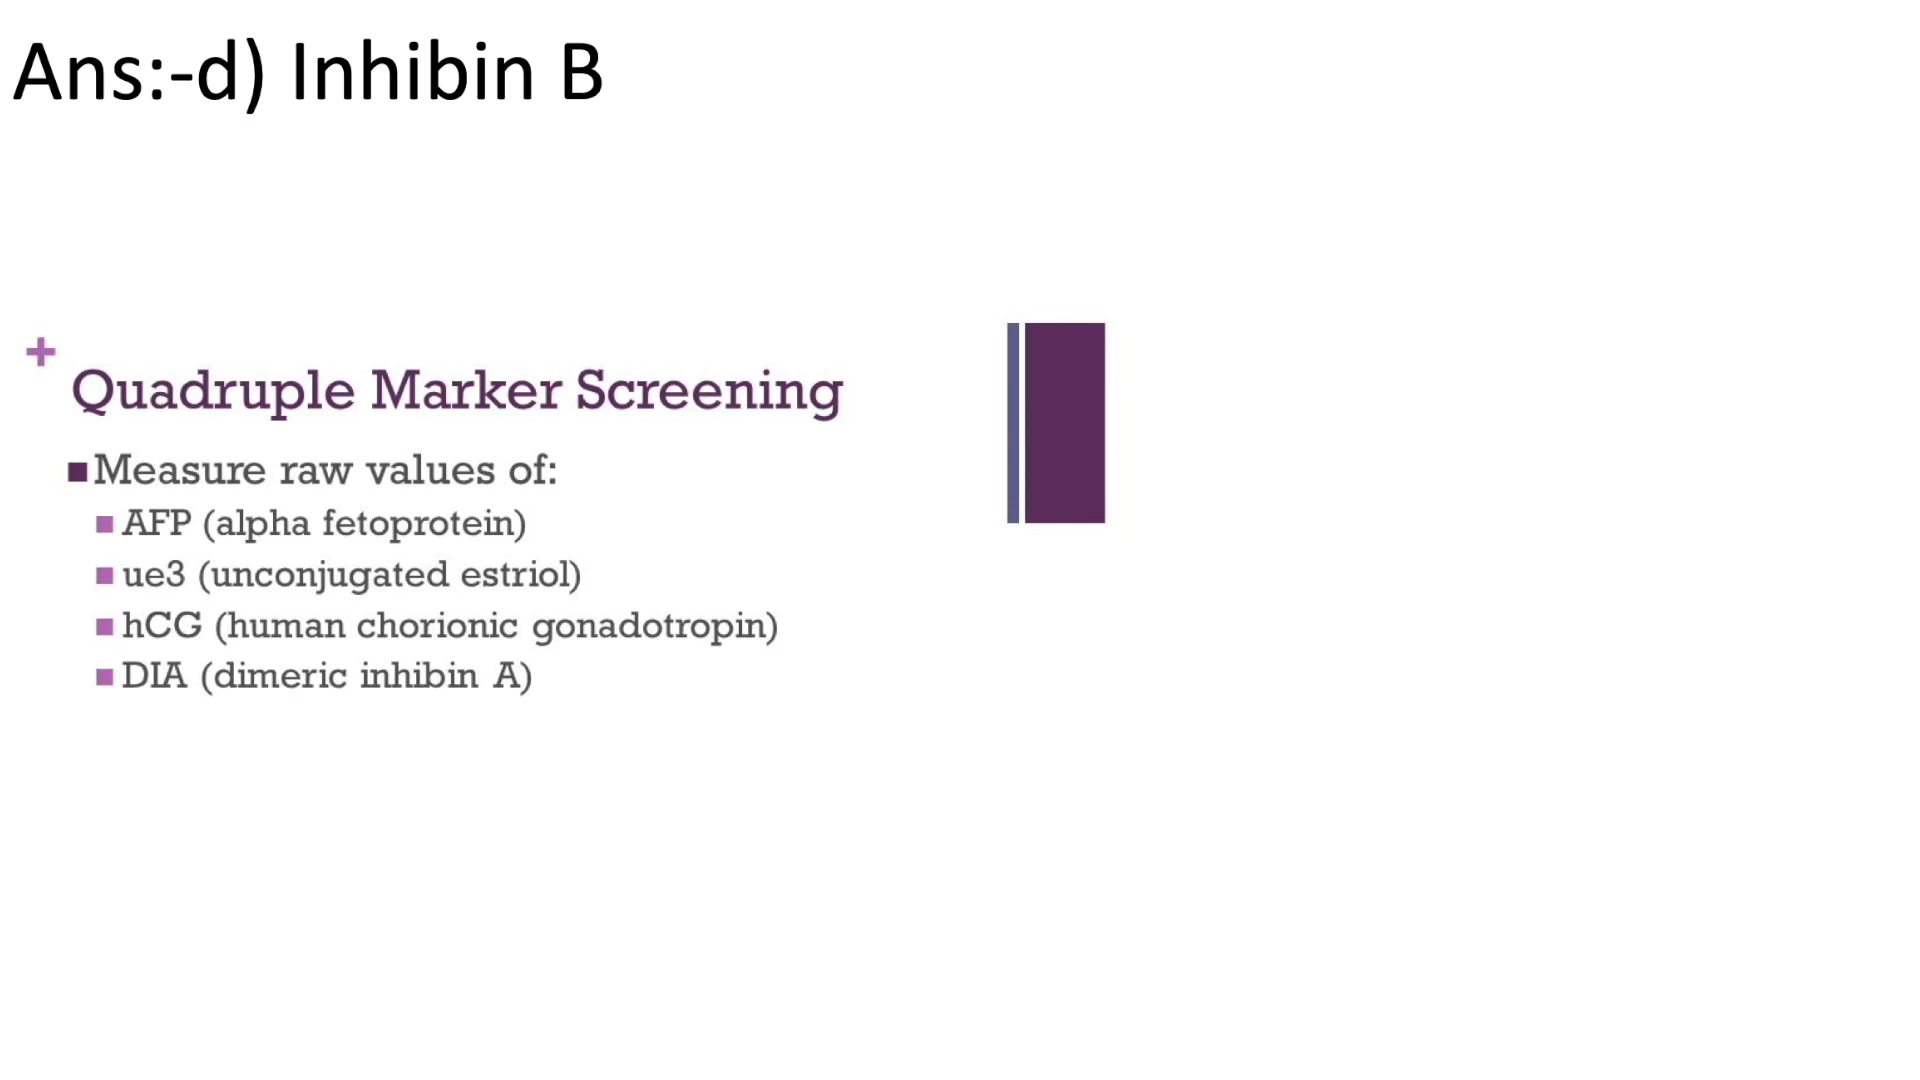 Ans:-d) Inhibin B
+
Quadruple Marker Screening
Measure raw values of:
AFP (alpha fetoprotein)
ue3 (unconjugated estriol)
hCG (human chorionic gonadotropin)
DIA (dimeric inhibin A)